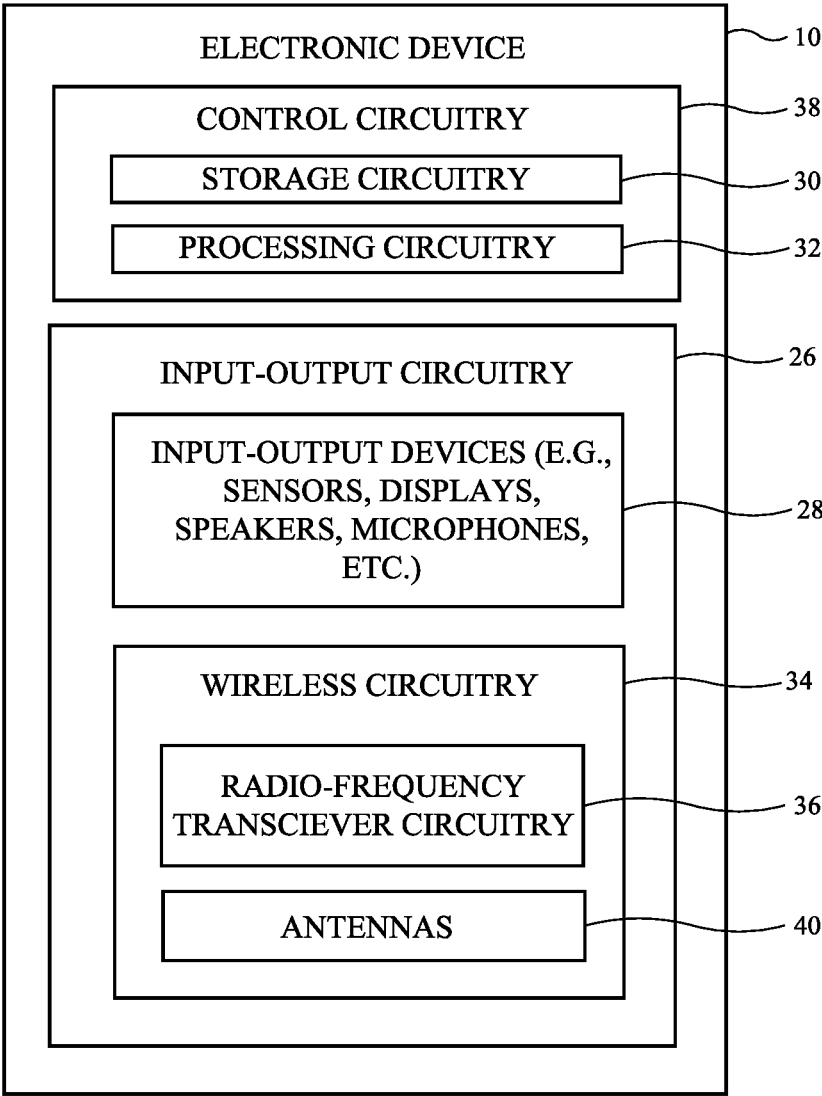 ELECTRONIC DEVICE
10
CONTROL CIRCUITRY
38
STORAGE CIRCUITRY
30
PROCESSING CIRCUITRY
32
INPUT-OUTPUT CIRCUITRY
26
INPUT-OUTPUT DEVICES (E.G.,
SENSORS, DISPLAYS,
SPEAKERS, MICROPHONES,
ETC.)
28
WIRELESS CIRCUITRY
34
RADIO-FREQUENCY
TRANSCIEVER CIRCUITRY
36
ANTENNAS
40